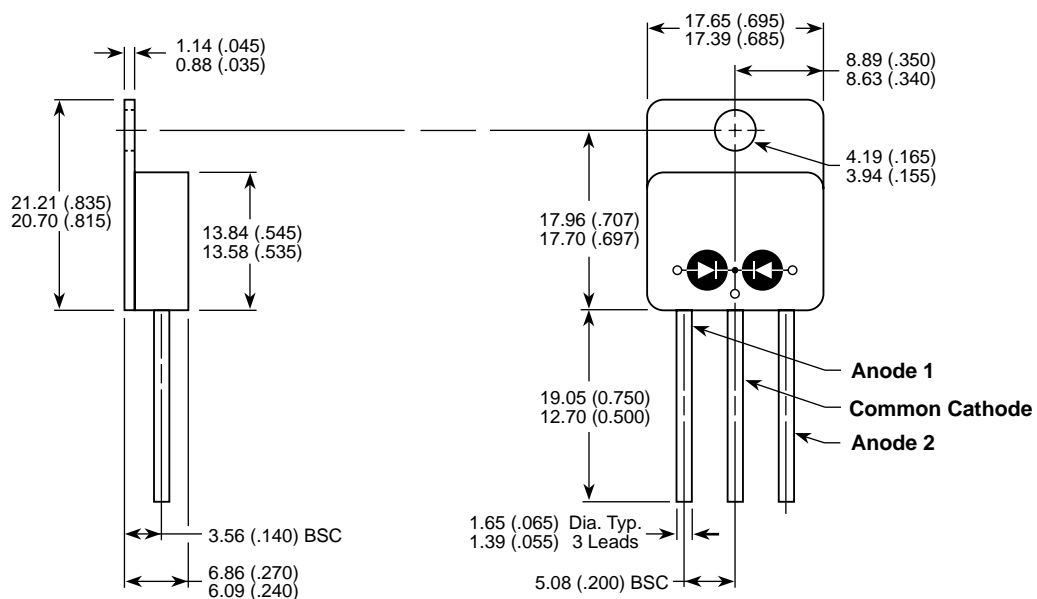 17.65 (.695)
17.39 (.685)
1.14 (.045)
0.88 (.035)
8.89 (.350)
8.63 (.340)
4.19 (.165)
3.94 (.155)
21.21 (.835)
20.70 (.815)
17.96 (.707)
17.70 (.697)
13.84 (.545)
13.58 (.535)
Anode 1
Common Cathode
Anode 2
19.05 (0.750)
12.70 (0.500)
1.65 (.065) Dia. Typ.
1.39 (.055) 3 Leads
3.56 (.140) BSC
5.08 (.200) BSC
6.86 (.270)
6.09 (.240)